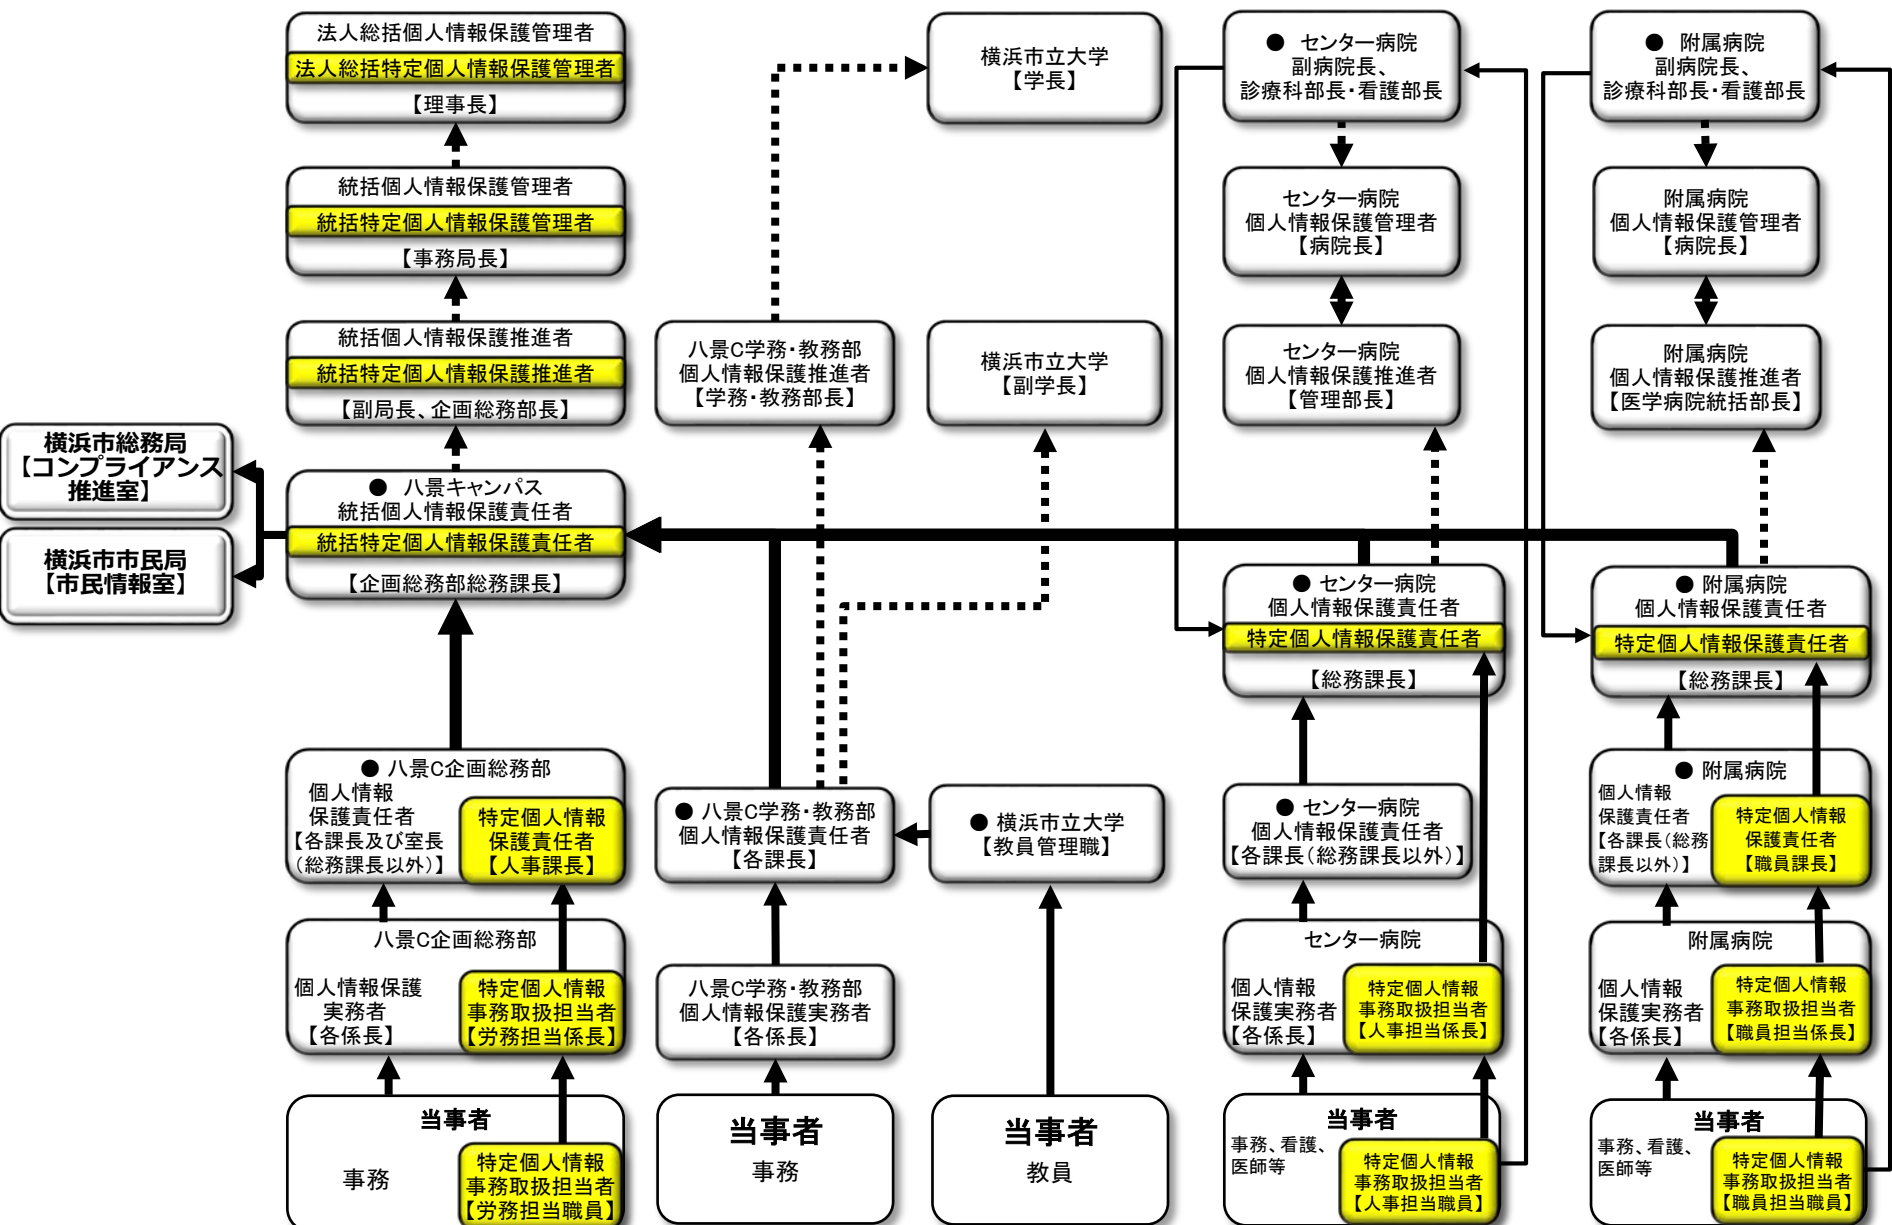 法人総括個人情報保護管理者
法人総括特定個人情報保護管理者
【理事長】
統括個人情報保護管理者
統括特定個人情報保護管理者
【事務局長】
統括個人情報保護推進者
統括特定個人情報保護推進者
【副局長、企画総務部長】
横浜市総務局
【コンプライアンス
推進室】
横浜市市民局
【市民情報室】
● 八景キャンパス
統括個人情報保護責任者
統括特定個人情報保護責任者
【企画総務部総務課長】
● 八景C企画総務部
個人情報
保護責任者
【各課長及び室長
(総務課長以外)】
特定個人情報
保護責任者
【人事課長】
八景C企画総務部
個人情報保護
実務者
【各係長】
特定個人情報
事務取扱担当者
【労務担当係長】
当事者
事務
特定個人情報
事務取扱担当者
【労務担当職員】
八景C学務・教務部
個人情報保護推進者
【学務・教務部長】
● 八景C学務・教務部
個人情報保護責任者
【各課長】
八景C学務・教務部
個人情報保護実務者
【各係長】
当事者
事務
横浜市立大学
【学長】
横浜市立大学
【副学長】
● 横浜市立大学
【教員管理職】
当事者
教員
● センター病院
副病院長、
診療科部長・看護部長
センター病院
個人情報保護管理者
【病院長】
センター病院
個人情報保護推進者
【管理部長】
● センター病院
個人情報保護責任者
特定個人情報保護責任者
【総務課長】
● センター病院
個人情報保護責任者
【各課長(総務課長以外)】
センター病院
個人情報
保護実務者
【各係長】
特定個人情報
事務取扱担当者
【人事担当係長】
当事者
事務、看護、
医師等
特定個人情報
事務取扱担当者
【人事担当職員】
● 附属病院
副病院長、
診療科部長・看護部長
附属病院
個人情報保護管理者
【病院長】
附属病院
個人情報保護推進者
【医学病院統括部長】
● 附属病院
個人情報保護責任者
特定個人情報保護責任者
【総務課長】
● 附属病院
個人情報
保護責任者
【各課長(総務
課長以外)】
特定個人情報
保護責任者
【職員課長】
附属病院
個人情報
保護実務者
【各係長】
特定個人情報
事務取扱担当者
【職員担当係長】
当事者
事務、看護、
医師等
特定個人情報
事務取扱担当者
【職員担当職員】